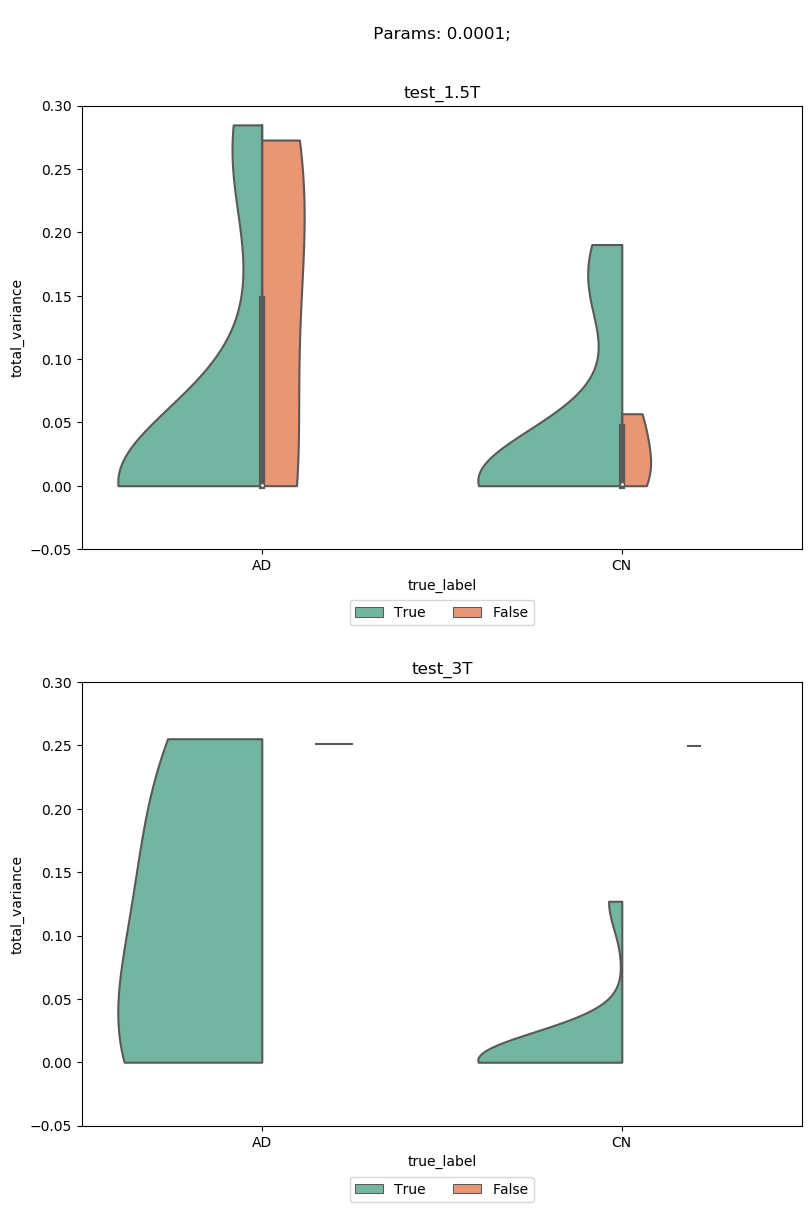 Params: 0.0001;
test_1.5T
0.30
0.25
0.20
0.15
0.10
0.05
0.00
−0.05
total_variance
AD CN
true_label
True False
test_3T
0.30
0.25
0.20
0.15
0.10
0.05
0.00
−0.05
total_variance
AD CN
true_label
True False